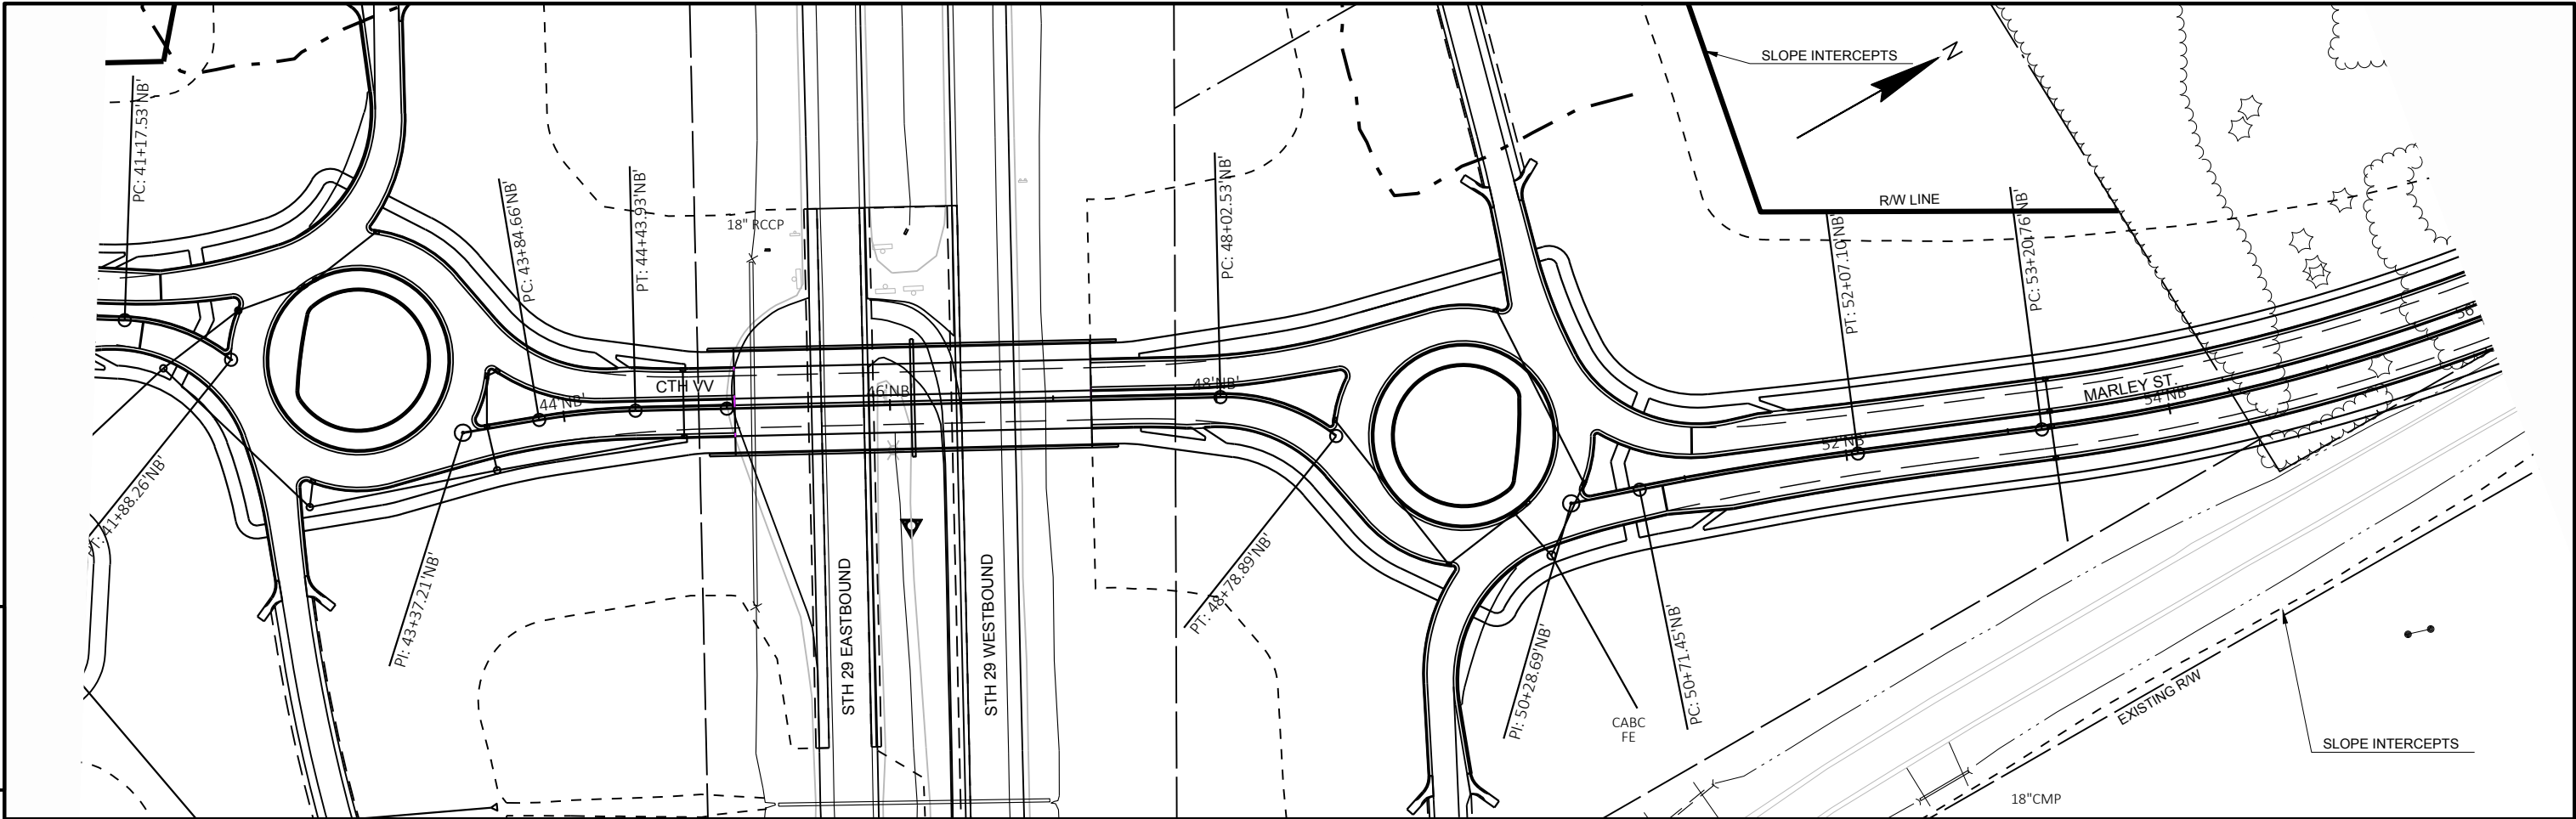 SLOPE INTERCEPTS
N
PC: 41+17.53'NB'
PC: 43+84.66'NB'
PT: 44+43.93'NB'
18" RCCP
PC: 48+02.53'NB'
R/W LINE
PT: 52+07.10'NB'
PC: 53+20.76'NB'
56
CTH VV
44'NB'
46'NB'
48'NB'
52'NB'
MARLEY ST.
54'NB'
PT: 41+88.26'NB'
PI: 43+37.21'NB'
STH 29 EASTBOUND
STH 29 WESTBOUND
PT: 48+78.89'NB'
PI: 50+28.69'NB'
CABC
FE
PC: 50+71.45'NB'
EXISTING R/W
SLOPE INTERCEPTS
18"CMP